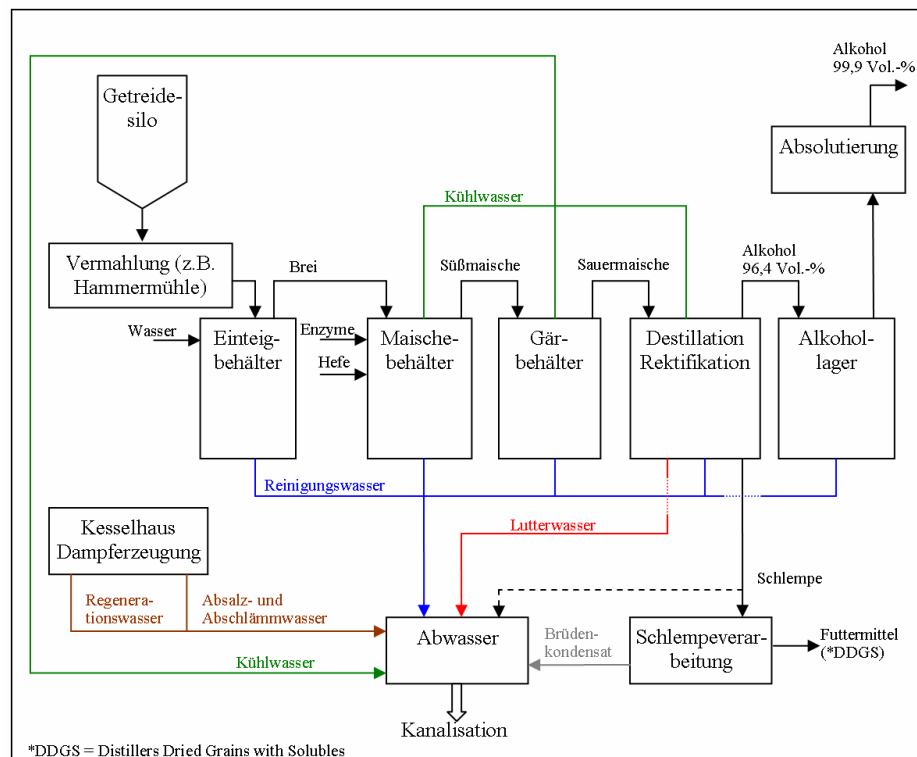 Alkohol
99,9 Vol.-%
Getreide-
silo
Absolutierung
Kühlwasser
Vermahlung (z.B.
Hammermühle)
Brei
Süßmaische
Sauermaische
Alkohol
96,4 Vol.-%
Wasser
Einteig-
behälter
Enzyme
Hefe
Maische-
behälter
Gär-
behälter
Destillation
Rektifikation
Alkohol-
lager
Reinigungswasser
Kesselhaus
Dampferzeugung
Lutterwasser
Schlempe
Regenera-
tionswasser
Absalz- und
Abschlämmwasser
Kühlwasser
Abwasser
Brüden-
kondensat
Schlempeverar-
beitung
Futtermittel
(*DDGS)
Kanalisation
*DDGS = Distillers Dried Grains with Solubles